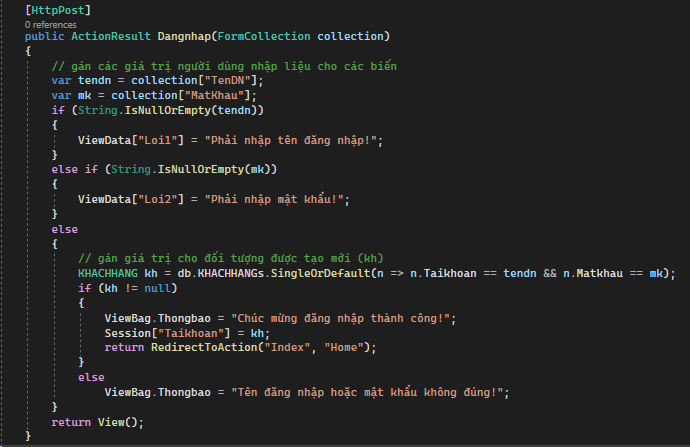 [HttpPost]
0 references
public ActionResult Dangnhap(FormCollection collection)
{
// gán các giá trị người dùng nhập liệu cho các biến
var tendn = collection["TenDN"];
var mk = collection["MatKhau"];
if (String.IsNullOrEmpty(tendn))
{
ViewData["Loi1"] = "Phải nhập tên đăng nhập!";
}
else if (String.IsNullOrEmpty(mk))
{
ViewData["Loi2"] = "Phải nhập mật khẩu!";
}
else
{
// gán giá trị cho đối tượng được tạo mới (kh)
KHACHHANG kh = db.KHACHHANGs.SingleOrDefault(n => n.Taikhoan == tendn && n.Matkhau == mk);
if (kh != null)
{
ViewBag.Thongbao = "Chúc mừng đăng nhập thành công!";
Session["Taikhoan"] = kh;
return RedirectToAction("Index", "Home");
}
else
ViewBag.Thongbao = "Tên đăng nhập hoặc mật khẩu không đúng!";
}
return View();
}